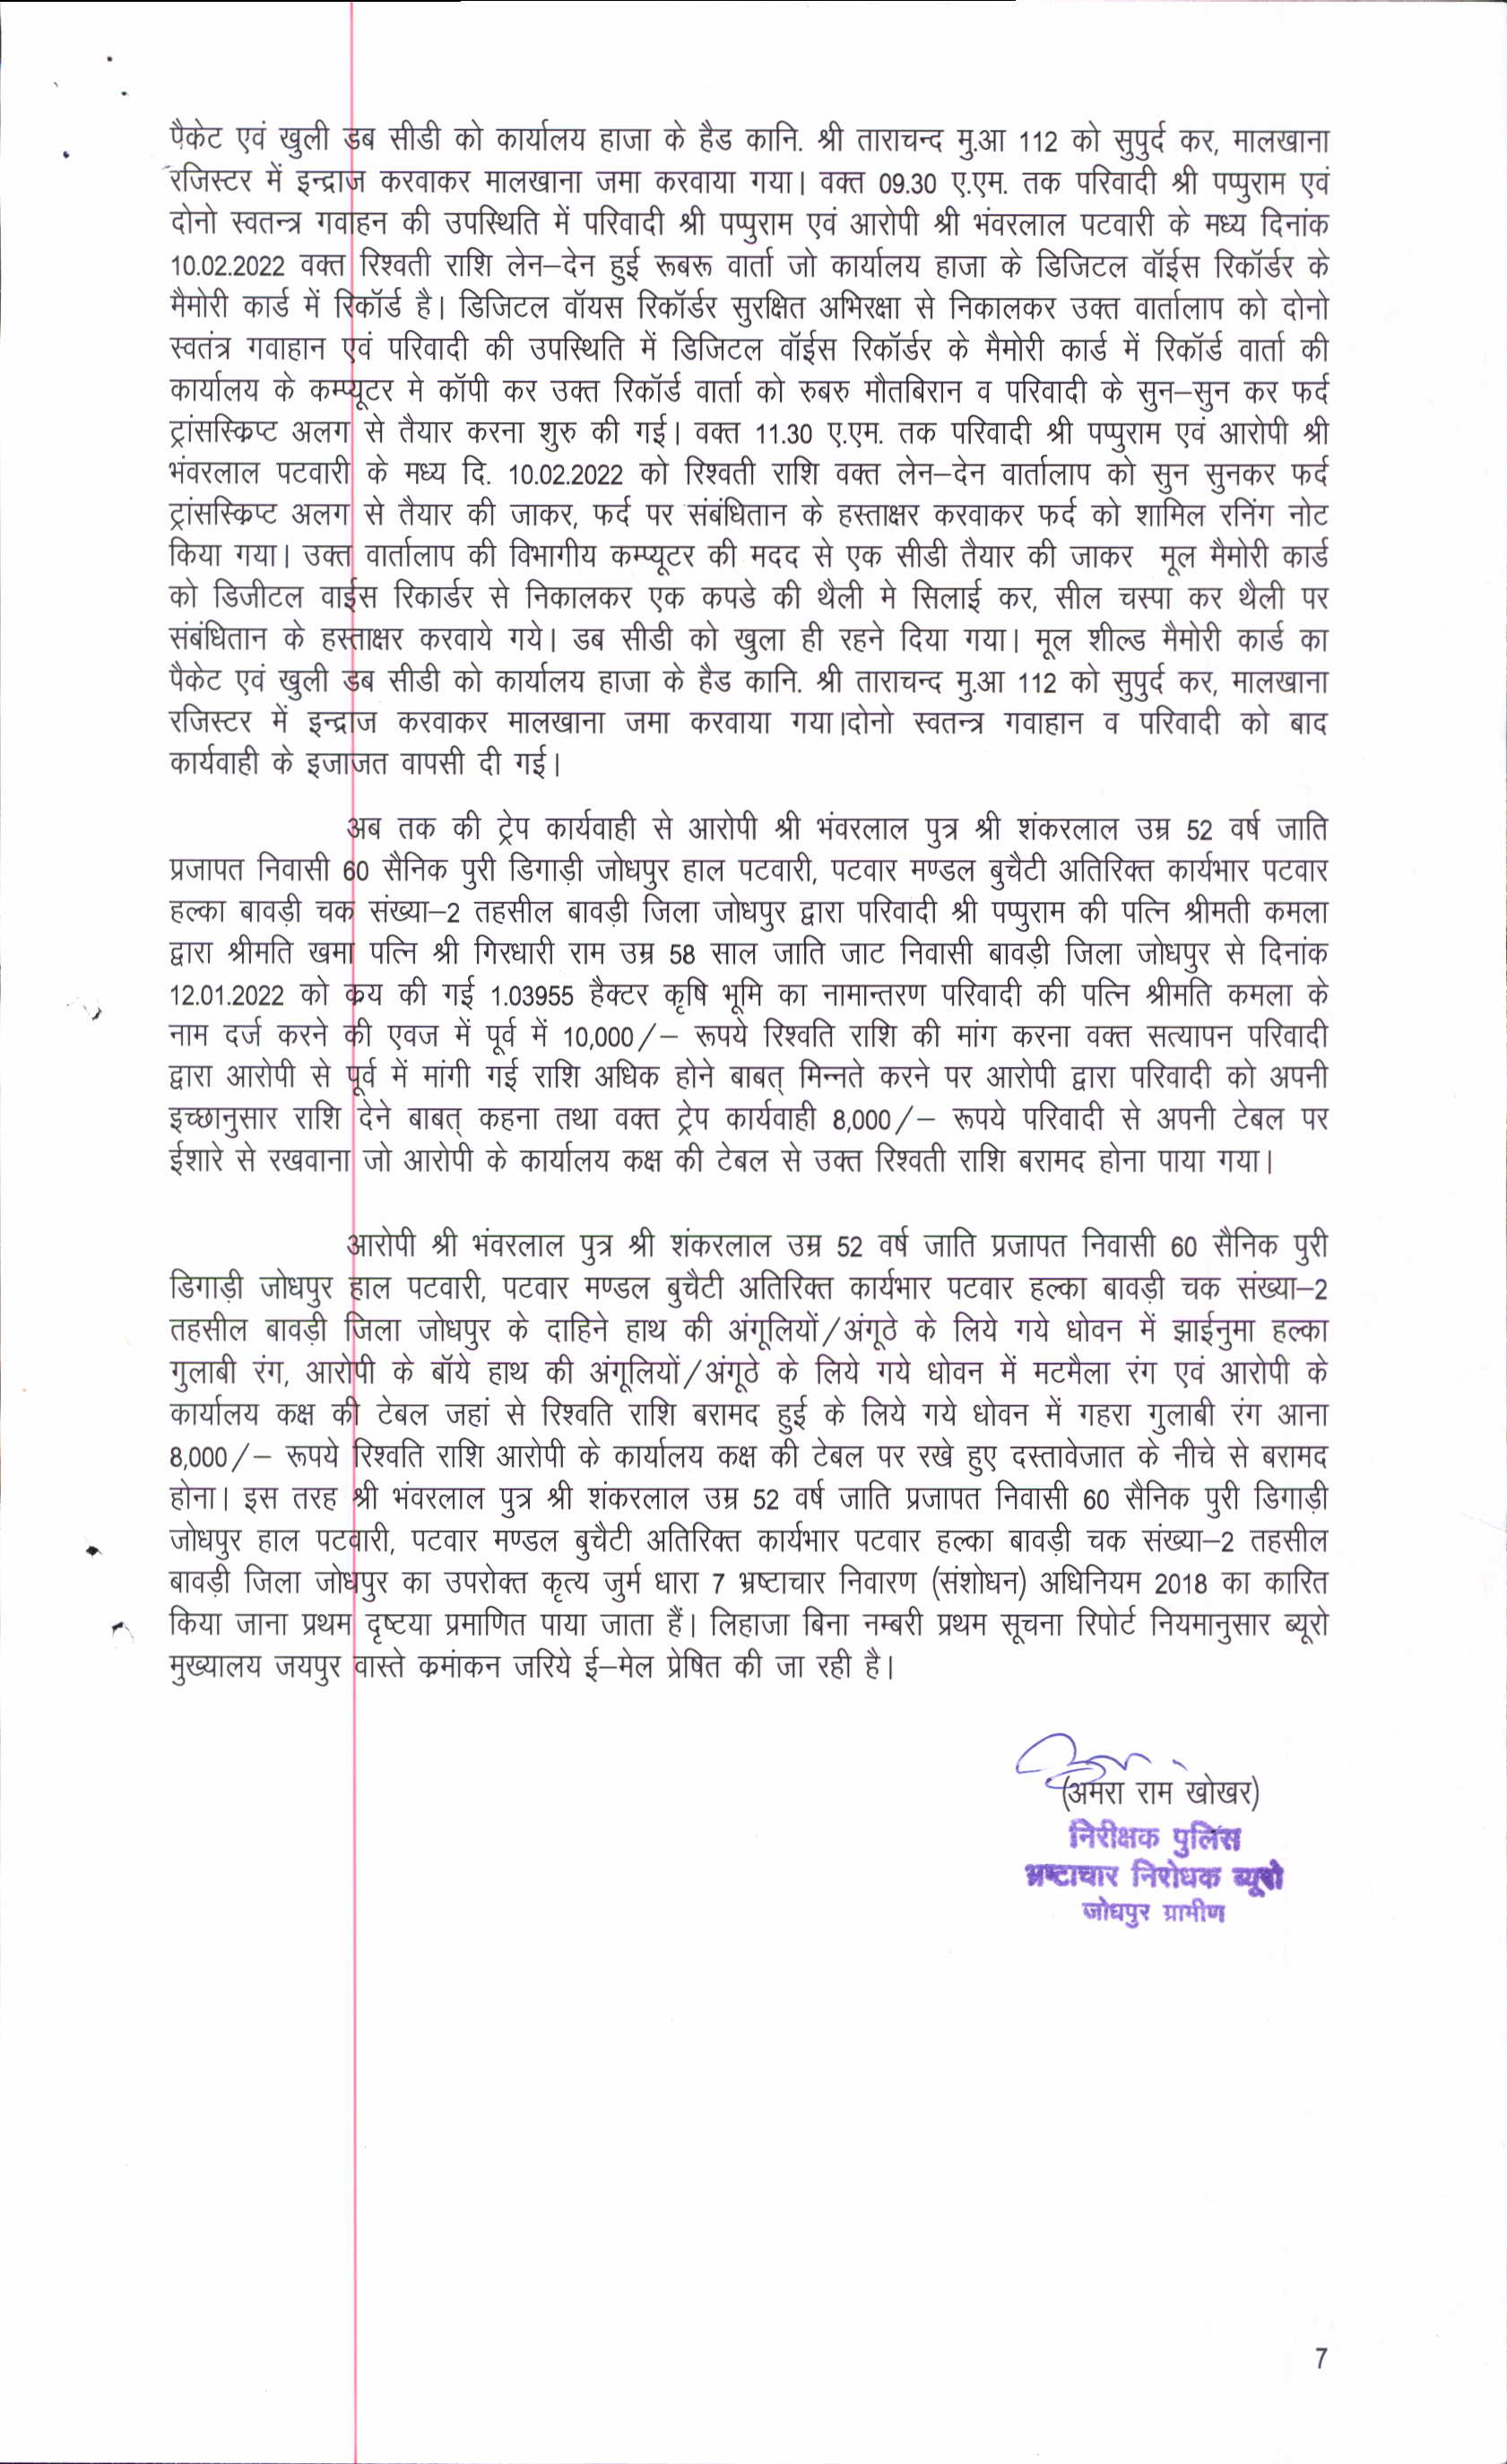 पैकेट एवं खुली डब सीडी को कार्यालय हाजा के हैड कानि. श्री ताराचन्द मु.आ 112 को सुपुर्द कर, मालखाना
रजिस्टर में इन्द्राज करवाकर मालखाना जमा करवाया गया। वक्त 09.30 ए.एम. तक परिवादी श्री पप्पुराम एवं
दोनो स्वतन्त्र गवाहन की उपस्थिति में परिवादी श्री पप्पुराम एवं आरोपी श्री भंवरलाल पटवारी के मध्य दिनांक
10.02.2022 वक्त रिश्वती राशि लेन–देन हुई रूबरू वार्ता जो कार्यालय हाजा के डिजिटल वॉईस रिकॉर्डर के
मैमोरी कार्ड में रिकॉर्ड है। डिजिटल वॉयस रिकॉर्डर सुरक्षित अभिरक्षा से निकालकर उक्त वार्तालाप को दोनो
स्वतंत्र गवाहान एवं परिवादी की उपस्थिति में डिजिटल वॉईस रिकॉर्डर के मैमोरी कार्ड में रिकॉर्ड वार्ता की
कार्यालय के कम्प्यूटर मे कॉपी कर उक्त रिकॉर्ड वार्ता को रुबरु मौतबिरान व परिवादी के सुन–सुन कर फर्द
ट्रांसस्क्रिप्ट अलग से तैयार करना शुरु की गई। वक्त 11.30 ए.एम. तक परिवादी श्री पप्पुराम एवं आरोपी श्री
भंवरलाल पटवारी के मध्य दि. 10.02.2022 को रिश्वती राशि वक्त लेन–देन वार्तालाप को सुन सुनकर फर्द
ट्रांसस्क्रिप्ट अलग से तैयार की जाकर, फर्द पर संबंधितान के हस्ताक्षर करवाकर फर्द को शामिल रनिंग नोट
किया गया। उक्त वार्तालाप की विभागीय कम्प्यूटर की मदद से एक सीडी तैयार की जाकर मूल मैमोरी कार्ड
को डिजीटल वाईस रिकार्डर से निकालकर एक कपडे की थैली मे सिलाई कर, सील चस्पा कर थैली पर
संबंधितान के हस्ताक्षर करवाये गये। डब सीडी को खुला ही रहने दिया गया। मूल शील्ड मैमोरी कार्ड का
पैकेट एवं खुली डब सीडी को कार्यालय हाजा के हैड कानि. श्री ताराचन्द मु.आ 112 को सुपुर्द कर, मालखाना
रजिस्टर में इन्द्राज करवाकर मालखाना जमा करवाया गया।दोनो स्वतन्त्र गवाहान व परिवादी को बाद
कार्यवाही के इजाजत वापसी दी गई।
अब तक की ट्रेप कार्यवाही से आरोपी श्री भंवरलाल पुत्र श्री शंकरलाल उम्र 52 वर्ष जाति
प्रजापत निवासी 60 सैनिक पुरी डिगाड़ी जोधपुर हाल पटवारी, पटवार मण्डल बुचैटी अतिरिक्त कार्यभार पटवार
हल्का बावड़ी चक संख्या–2 तहसील बावड़ी जिला जोधपुर द्वारा परिवादी श्री पप्पुराम की पत्नि श्रीमती कमला
द्वारा श्रीमति खमा पत्नि श्री गिरधारी राम उम्र 58 साल जाति जाट निवासी बावड़ी जिला जोधपुर से दिनांक
12.01.2022 को क्रय की गई 1.03955 हैक्टर कृषि भूमि का नामान्तरण परिवादी की पत्नि श्रीमति कमला के
नाम दर्ज करने की एवज में पूर्व में 10,000/– रूपये रिश्वति राशि की मांग करना वक्त सत्यापन परिवादी
द्वारा आरोपी से पूर्व में मांगी गई राशि अधिक होने बाबत् मिन्नते करने पर आरोपी द्वारा परिवादी को अपनी
इच्छानुसार राशि देने बाबत् कहना तथा वक्त ट्रेप कार्यवाही 8,000/– रूपये परिवादी से अपनी टेबल पर
ईशारे से रखवाना जो आरोपी के कार्यालय कक्ष की टेबल से उक्त रिश्वती राशि बरामद होना पाया गया।
आरोपी श्री भंवरलाल पुत्र श्री शंकरलाल उम्र 52 वर्ष जाति प्रजापत निवासी 60 सैनिक पुरी
डिगाड़ी जोधपुर हाल पटवारी, पटवार मण्डल बुचैटी अतिरिक्त कार्यभार पटवार हल्का बावड़ी चक संख्या–2
तहसील बावड़ी जिला जोधपुर के दाहिने हाथ की अंगूलियों/अंगूठे के लिये गये धोवन में झाईनुमा हल्का
गुलाबी रंग, आरोपी के बॉये हाथ की अंगूलियों/अंगूठे के लिये गये धोवन में मटमैला रंग एवं आरोपी के
कार्यालय कक्ष की टेबल जहां से रिश्वति राशि बरामद हुई के लिये गये धोवन में गहरा गुलाबी रंग आना
8,000/– रूपये रिश्वति राशि आरोपी के कार्यालय कक्ष की टेबल पर रखे हुए दस्तावेजात के नीचे से बरामद
होना। इस तरह श्री भंवरलाल पुत्र श्री शंकरलाल उम्र 52 वर्ष जाति प्रजापत निवासी 60 सैनिक पुरी डिगाड़ी
जोधपुर हाल पटवारी, पटवार मण्डल बुचैटी अतिरिक्त कार्यभार पटवार हल्का बावड़ी चक संख्या–2 तहसील
बावड़ी जिला जोधपुर का उपरोक्त कृत्य जुर्म धारा 7 भ्रष्टाचार निवारण (संशोधन) अधिनियम 2018 का कारित
किया जाना प्रथम दृष्टया प्रमाणित पाया जाता हैं। लिहाजा बिना नम्बरी प्रथम सूचना रिपोर्ट नियमानुसार ब्यूरो
मुख्यालय जयपुर वास्ते क्रमांकन जरिये ई–मेल प्रेषित की जा रही है।
(अमरा राम खोखर)
निरीक्षक पुलिस
भ्रष्टाचार निरोधक ब्यूरो
जोधपुर ग्रामीण
7